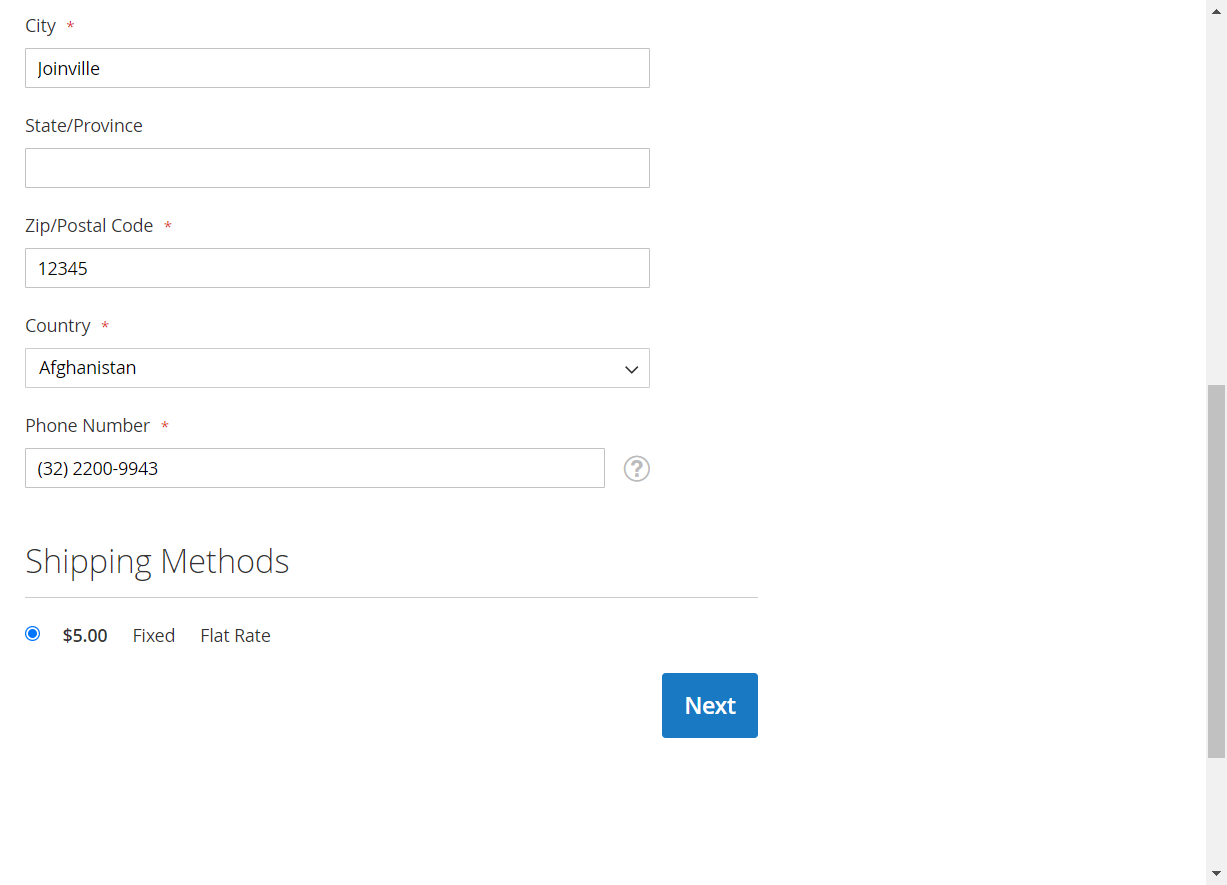 City *
Joinville
State/Province
Zip/Postal Code *
12345
Country *
Afghanistan
Phone Number *
(32) 2200-9943
?
Shipping Methods
$5.00 Fixed Flat Rate
Next